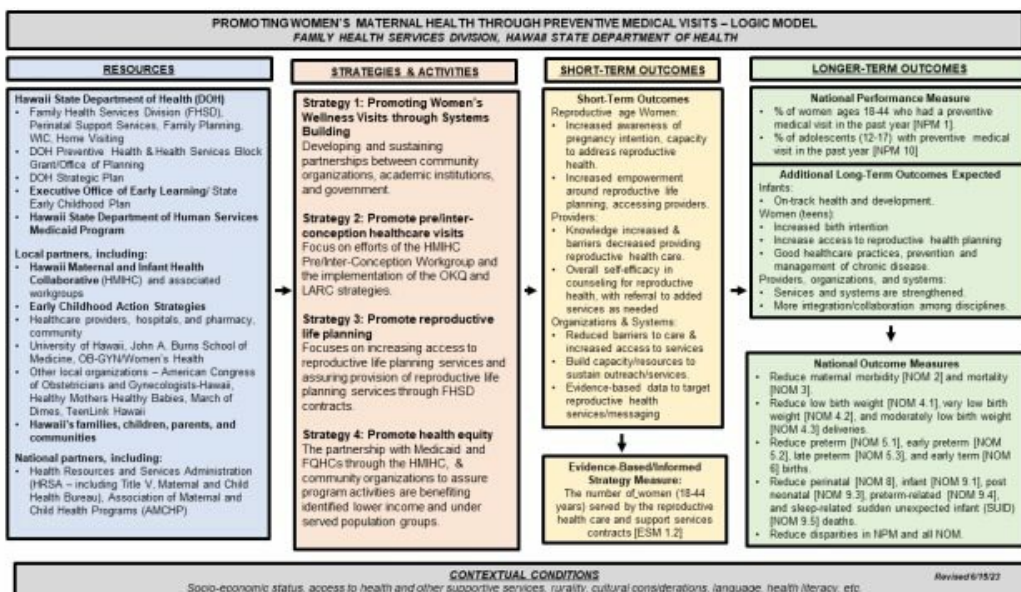 PROMOTING WOMEN'S MATERNAL HEALTH THROUGH PREVENTIVE MEDICAL VISITS – LOGIC MODEL
FAMILY HEALTH SERVICES DIVISION, HAWAII STATE DEPARTMENT OF HEALTH
RESOURCES
Hawaii State Department of Health (DOH)
• Family Health Services Division (FHSD),
Perinatal Support Services, Family Planning,
WIC, Home Visiting
• DOH Preventive Health & Health Services Block
Grant/Office of Planning
• DOH Strategic Plan
• Executive Office of Early Learning/ State
Early Childhood Plan
• Hawaii State Department of Human Services
Medicaid Program
Local partners, including:
• Hawaii Maternal and Infant Health
Collaborative (HMIHC) and associated
workgroups
• Early Childhood Action Strategies
• Healthcare providers, hospitals, and pharmacy,
community
• University of Hawaii, John A. Burns School of
Medicine, OB-GYN/Women's Health
• Other local organizations – American Congress
of Obstetricians and Gynecologists-Hawaii,
Healthy Mothers Healthy Babies, March of
Dimes, TeenLink Hawaii
• Hawaii's families, children, parents, and
communities
National partners, including:
• Health Resources and Services Administration
(HRSA – including Title V, Maternal and Child
Health Bureau), Association of Maternal and
Child Health Programs (AMCHP)
STRATEGIES & ACTIVITIES
Strategy 1: Promoting Women's
Wellness Visits through Systems
Building
Developing and sustaining
partnerships between community
organizations, academic institutions,
and government.
Strategy 2: Promote pre/inter-
conception healthcare visits
Focus on efforts of the HMIHC
Pre/Inter-Conception Workgroup and
the implementation of the OKQ and
LARC strategies.
Strategy 3: Promote reproductive
life planning
Focuses on increasing access to
reproductive life planning services and
assuring provision of reproductive life
planning services through FHSD
contracts.
Strategy 4: Promote health equity
The partnership with Medicaid and
FQHCs through the HMIHC, &
community organizations to assure
program activities are benefiting
identified lower income and under
served population groups.
SHORT-TERM OUTCOMES
Short-Term Outcomes
Reproductive age Women:
• Increased awareness of
pregnancy intention, capacity
to address reproductive
health.
• Increased empowerment
around reproductive life
planning, accessing providers.
Providers:
• Knowledge increased &
barriers decreased providing
reproductive health care.
• Overall self-efficacy in
counseling for reproductive
health, with referral to added
services as needed
Organizations & Systems:
• Reduced barriers to care &
increased access to services
• Build capacity/resources to
sustain outreach/services.
• Evidence-based data to target
reproductive health
services/messaging
Evidence-Based/Informed
Strategy Measure:
The number of women (18-44
years) served by the reproductive
health care and support services
contracts [ESM 1.2]
LONGER-TERM OUTCOMES
National Performance Measure
• % of women ages 18-44 who had a preventive
medical visit in the past year [NPM 1].
• % of adolescents (12-17) with preventive medical
visit in the past year [NPM 10]
Additional Long-Term Outcomes Expected
Infants:
• On-track health and development.
Women (teens):
• Increased birth intention
• Increase access to reproductive health planning
• Good healthcare practices, prevention and
management of chronic disease.
Providers, organizations, and systems:
• Services and systems are strengthened.
• More integration/collaboration among disciplines.
National Outcome Measures
• Reduce maternal morbidity [NOM 2] and mortality
[NOM 3]
• Reduce low birth weight [NOM 4.1], very low birth
weight [NOM 4.2], and moderately low birth weight
[NOM 4.3] deliveries.
• Reduce preterm [NOM 5.1], early preterm [NOM
5.2], late preterm [NOM 5.3], and early term [NOM
6] births.
• Reduce perinatal [NOM 8], infant [NOM 9.1], post
neonatal [NOM 9.3], preterm-related [NOM 9.4],
and sleep-related sudden unexpected infant (SUID)
[NOM 9.5] deaths.
• Reduce disparities in NPM and all NOM.
CONTEXTUAL CONDITIONS
Revised 6/15/23
Socio-economic status, access to health and other supportive services, rurality, cultural considerations, language, health literacy, etc.